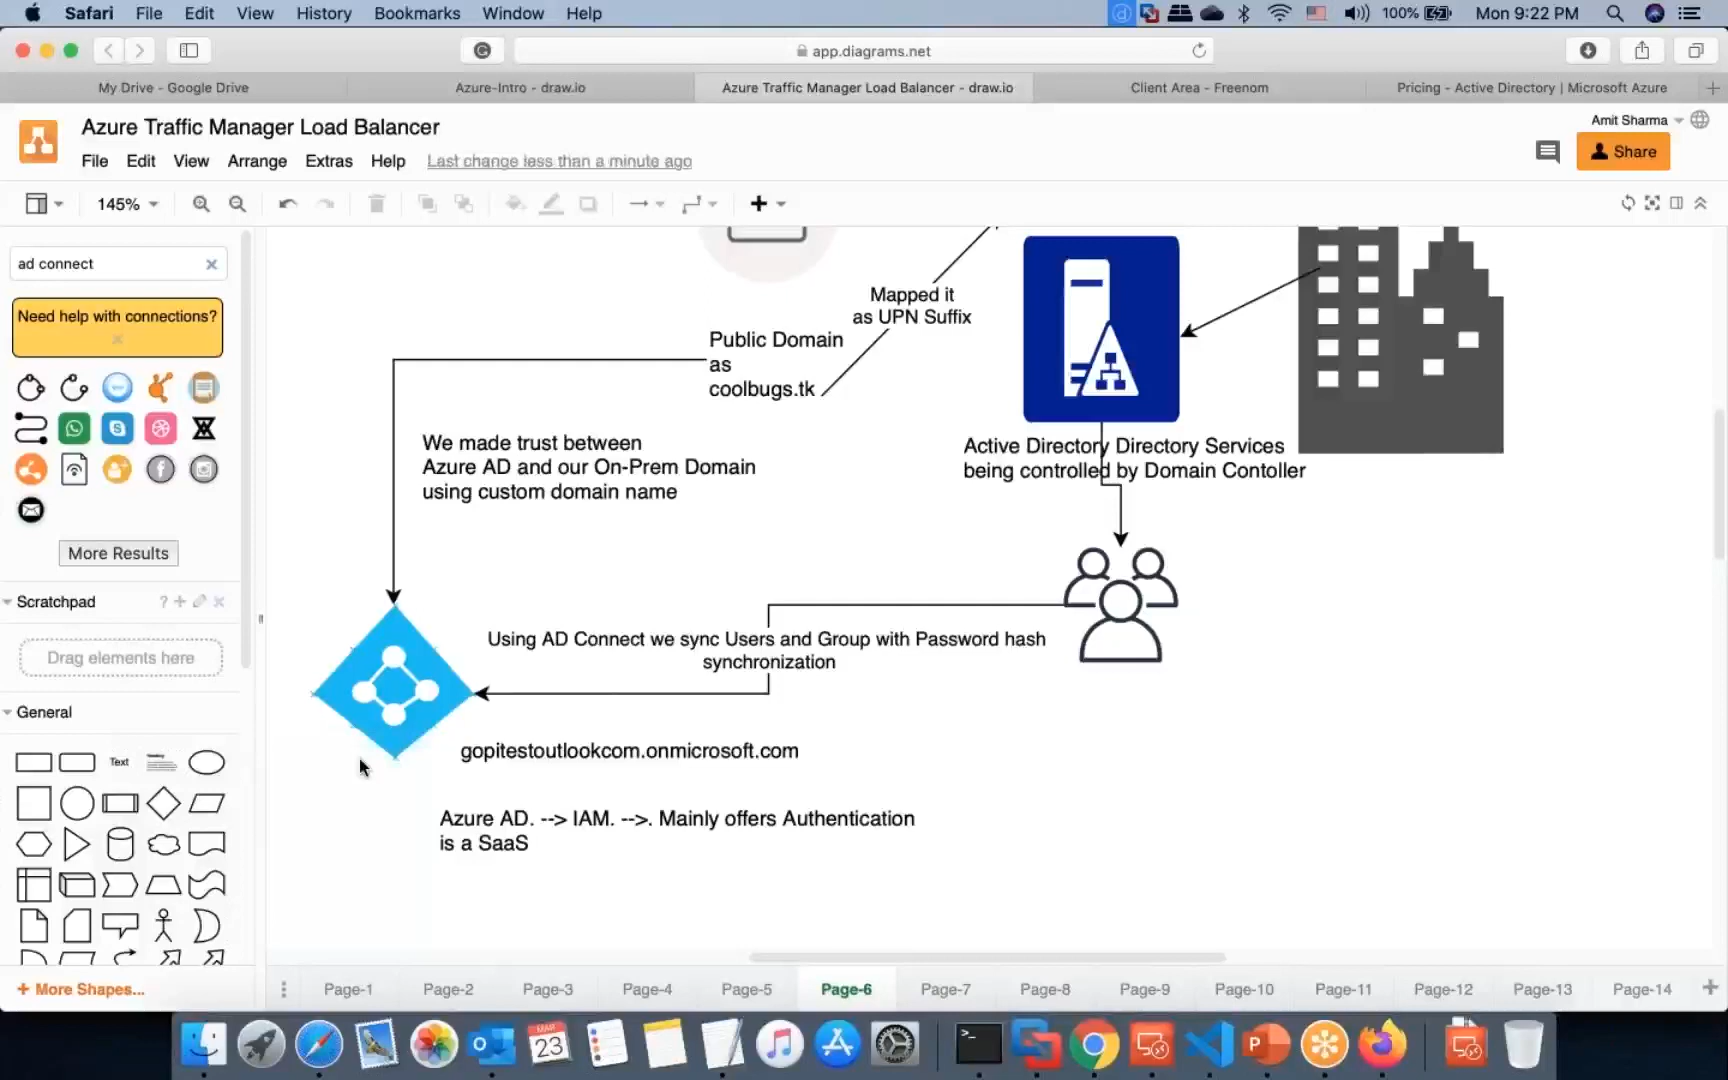 Safari File Edit View History Bookmarks Window Help 100% Mon 9:22 PM
app.diagrams.net
My Drive - Google Drive Azure-Intro - draw.io Azure Traffic Manager Load Balancer - draw.io Client Area - Freenom Pricing - Active Directory | Microsoft Azure
Azure Traffic Manager Load Balancer
Amit Sharma
File Edit View Arrange Extras Help Last change less than a minute ago
Share
145%
ad connect
Need help with connections?
More Results
Scratchpad
Drag elements here
General
Text
+ More Shapes...
Mapped it
as UPN Suffix
Public Domain
as
coolbugs.tk
We made trust between
Azure AD and our On-Prem Domain
using custom domain name
Active Directory Directory Services
being controlled by Domain Contoller
Using AD Connect we sync Users and Group with Password hash
synchronization
gopitestoutlookcom.onmicrosoft.com
Azure AD. --> IAM. -->. Mainly offers Authentication
is a SaaS
Page-1 Page-2 Page-3 Page-4 Page-5 Page-6 Page-7 Page-8 Page-9 Page-10 Page-11 Page-12 Page-13 Page-14
MAR
23